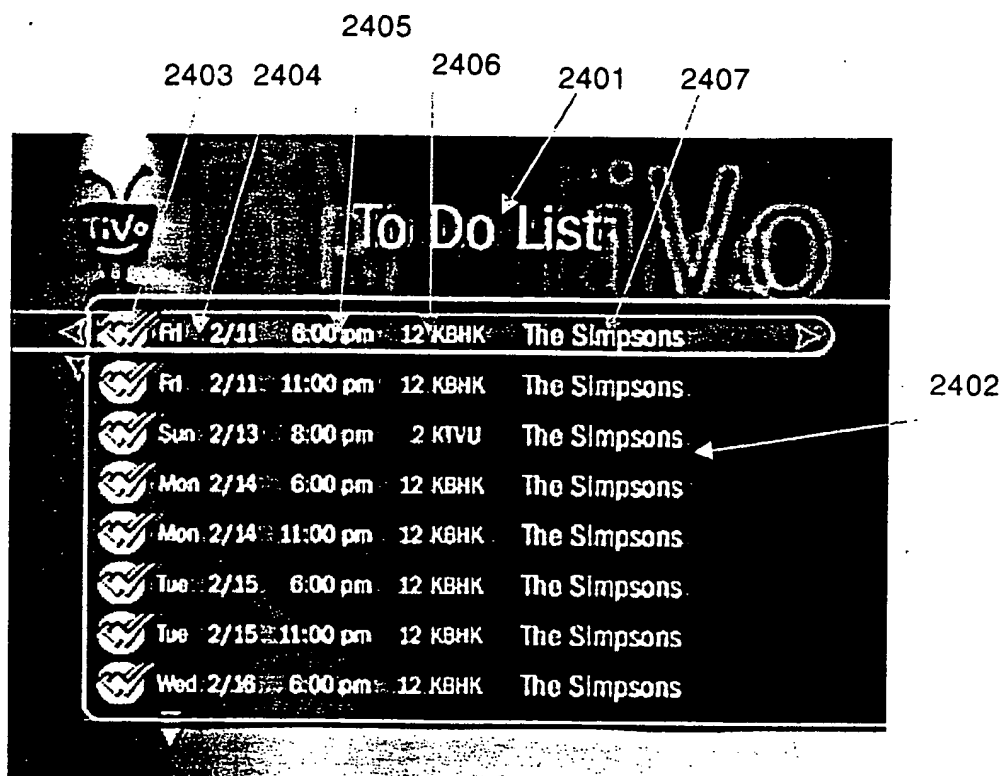 2405
2403 2404 2406 2401 2407
TiVo
To Do List
TiVo
Fri 2/11 6:00 pm 12 KBHK The Simpsons
Fri 2/11 11:00 pm 12 KBHK The Simpsons
2402
Sun 2/13 8:00 pm 2 KTVU The Simpsons
Mon 2/14 6:00 pm 12 KBHK The Simpsons
Mon 2/14 11:00 pm 12 KBHK The Simpsons
Tue 2/15 6:00 pm 12 KBHK The Simpsons
Tue 2/15 11:00 pm 12 KBHK The Simpsons
Wed 2/16 6:00 pm 12 KBHK The Simpsons